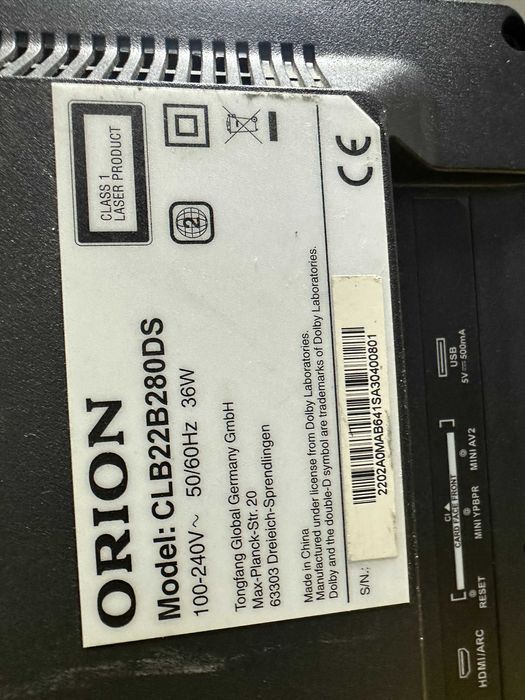 ORION
Model: CLB22B280DS
100-240V～ 50/60Hz 36W
Tongfang Global Germany GmbH
Max-Planck-Str. 20
63303 Dreieich-Sprendlingen
Made in China
Manufactured under license from Dolby Laboratories.
Dolby and the double-D symbol are trademarks of Dolby Laboratories.
S/N.:
2202A0MAB641SA30400801
CLASS 1
LASER PRODUCT
2
CE
HDMI/ARC
RESET
CI▲
CARD FACE FRONT
MINI YPBPR
MINI AV2
USB
5V⎓500mA